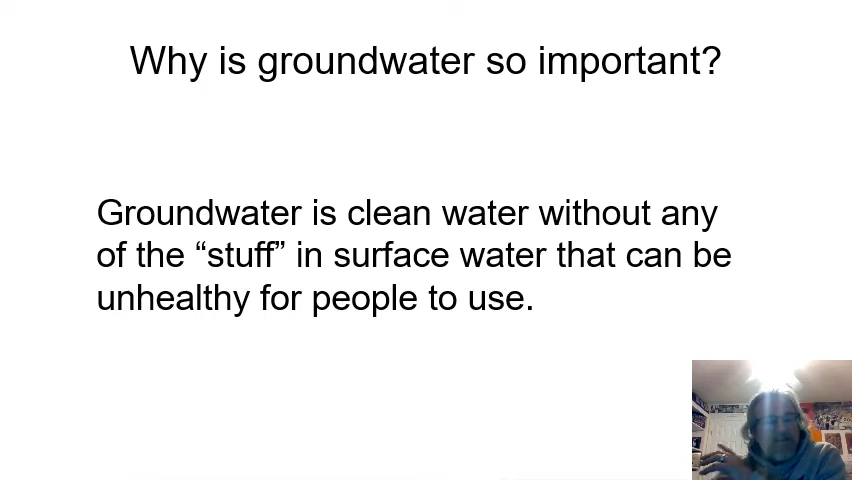 Why is groundwater so important?
Groundwater is clean water without any
of the “stuff” in surface water that can be
unhealthy for people to use.